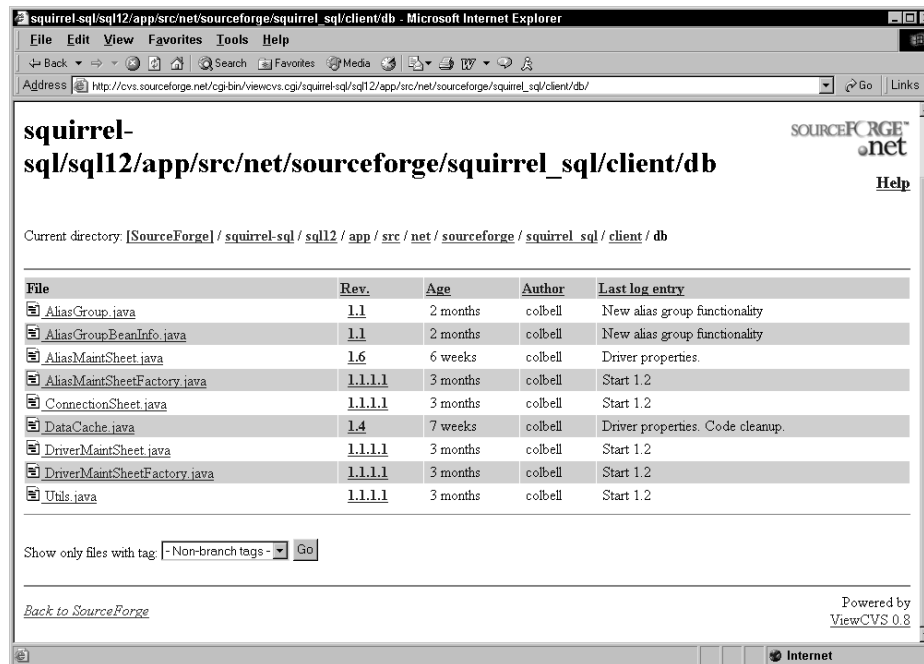 squirrel-sql/sql12/app/src/net/sourceforge/squirrel_sql/client/db - Microsoft Internet Explorer
File Edit View Favorites Tools Help
Back Search Favorites Media
Address http://cvs.sourceforge.net/cgi-bin/viewcvs.cgi/squirrel-sql/sql12/app/src/net/sourceforge/squirrel_sql/client/db/ Go Links
squirrel-
sql/sql12/app/src/net/sourceforge/squirrel_sql/client/db
SOURCEFORGE™
.net
Help
Current directory: [SourceForge] / squirrel-sql / sql12 / app / src / net / sourceforge / squirrel_sql / client / db
File Rev. Age Author Last log entry
AliasGroup.java 1.1 2 months colbell New alias group functionality
AliasGroupBeanInfo.java 1.1 2 months colbell New alias group functionality
AliasMaintSheet.java 1.6 6 weeks colbell Driver properties.
AliasMaintSheetFactory.java 1.1.1.1 3 months colbell Start 1.2
ConnectionSheet.java 1.1.1.1 3 months colbell Start 1.2
DataCache.java 1.4 7 weeks colbell Driver properties. Code cleanup.
DriverMaintSheet.java 1.1.1.1 3 months colbell Start 1.2
DriverMaintSheetFactory.java 1.1.1.1 3 months colbell Start 1.2
Utils.java 1.1.1.1 3 months colbell Start 1.2
Show only files with tag: - Non-branch tags - Go
Back to SourceForge
Powered by
ViewCVS 0.8
Internet